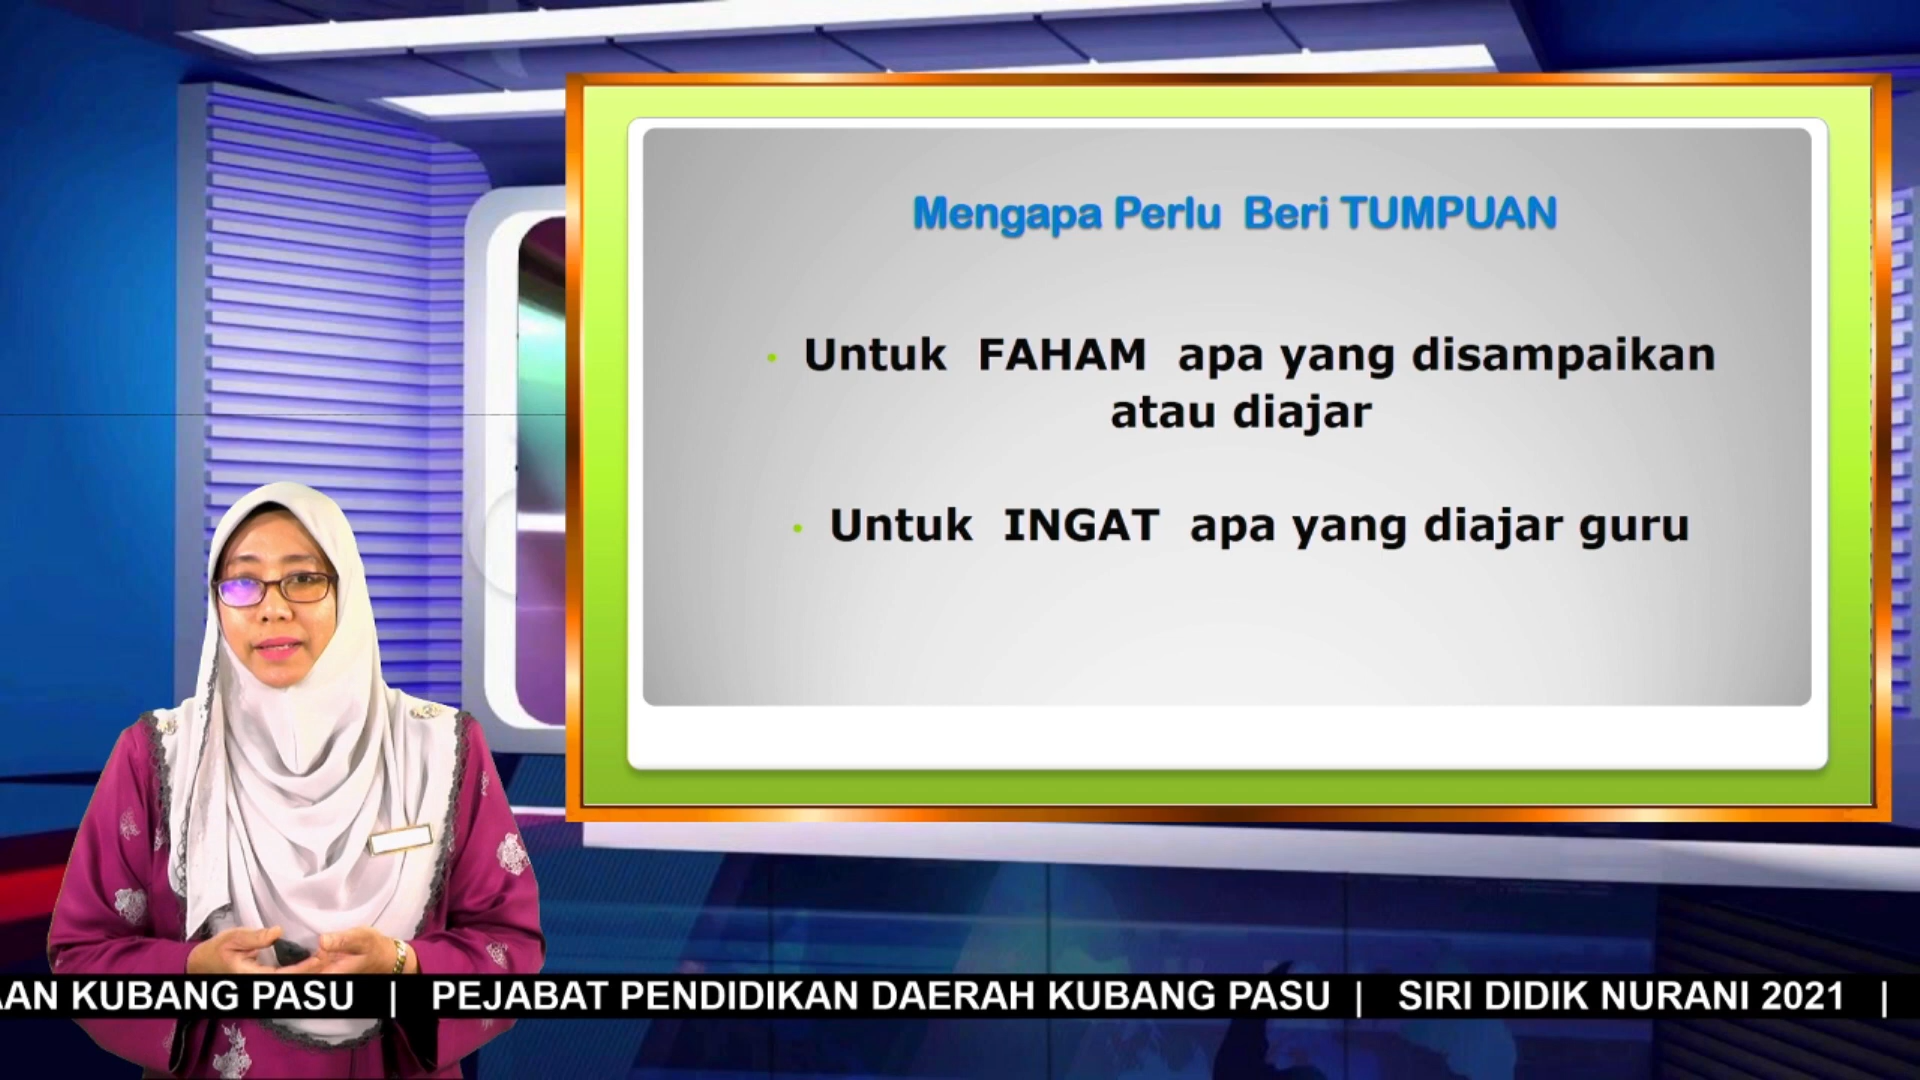 Mengapa Perlu Beri TUMPUAN
• Untuk FAHAM apa yang disampaikan
atau diajar
• Untuk INGAT apa yang diajar guru
KUBANG PASU | PEJABAT PENDIDIKAN DAERAH KUBANG PASU | SIRI DIDIK NURANI 2021 |